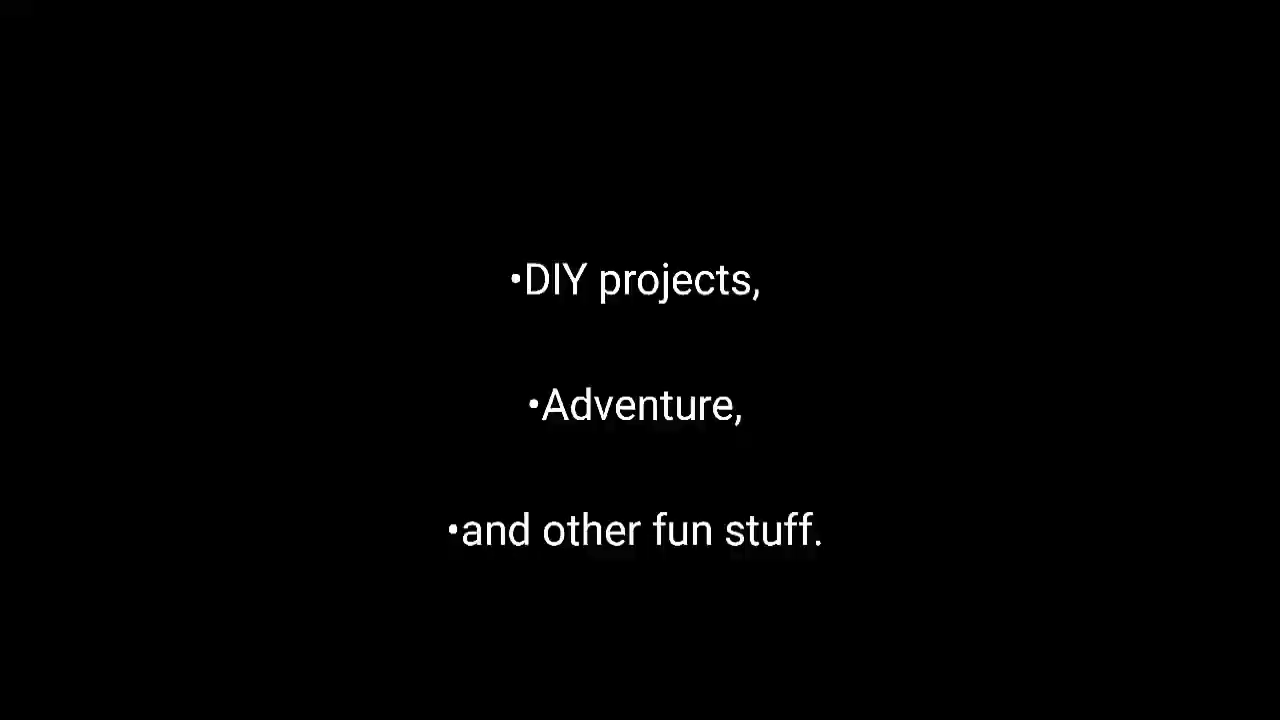 •DIY projects,
•Adventure,
•and other fun stuff.